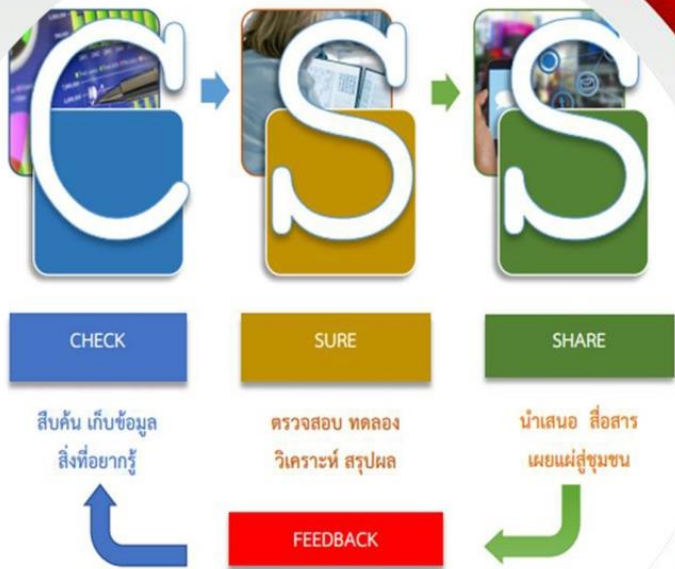 C S S
CHECK
SURE
SHARE
สืบค้น เก็บข้อมูล
สิ่งที่อยากรู้
ตรวจสอบ ทดลอง
วิเคราะห์ สรุปผล
นำเสนอ สื่อสาร
เผยแผ่สู่ชุมชน
FEEDBACK